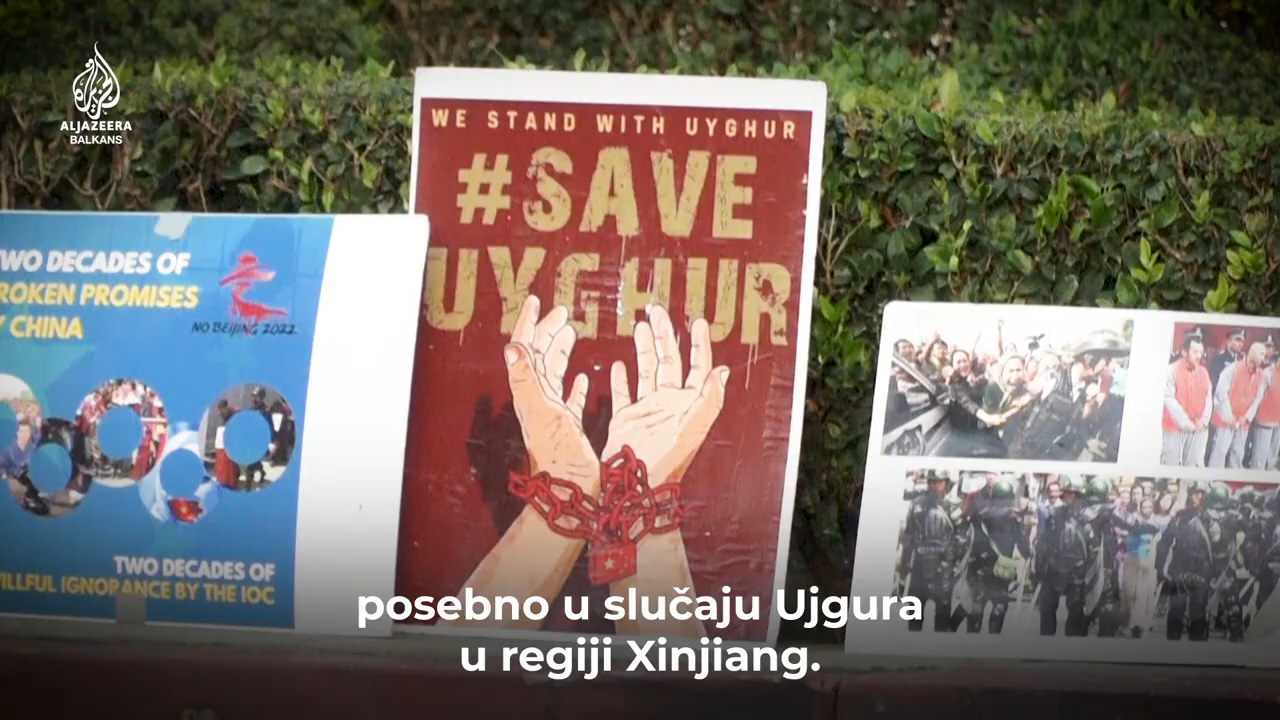 ALJAZEERA
BALKANS
WE STAND WITH UYGHUR
#SAVE
UYGHUR
WO DECADES OF
ROKEN PROMISES
Y CHINA
NO BEIJING 2022
TWO DECADES OF
ILLFUL IGNORANCE BY THE IOC
posebno u slučaju Ujgura
u regiji Xinjiang.